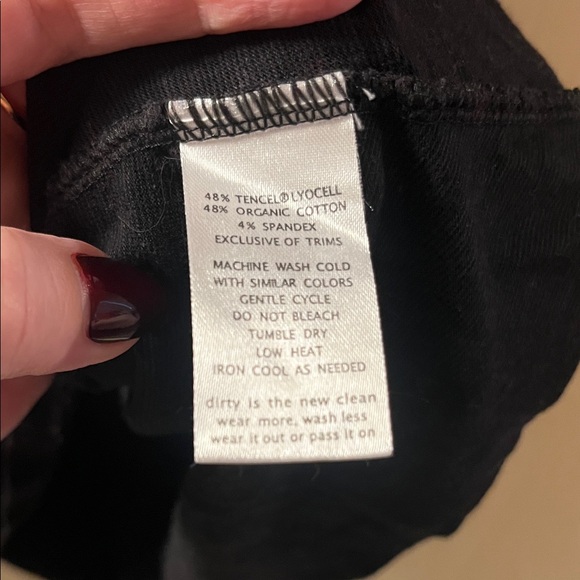 48% TENCEL®LYOCELL
48% ORGANIC COTTON
4% SPANDEX
EXCLUSIVE OF TRIMS
MACHINE WASH COLD
WITH SIMILAR COLORS
GENTLE CYCLE
DO NOT BLEACH
TUMBLE DRY
LOW HEAT
IRON COOL AS NEEDED
dirty is the new clean
wear more, wash less
wear it out or pass it on